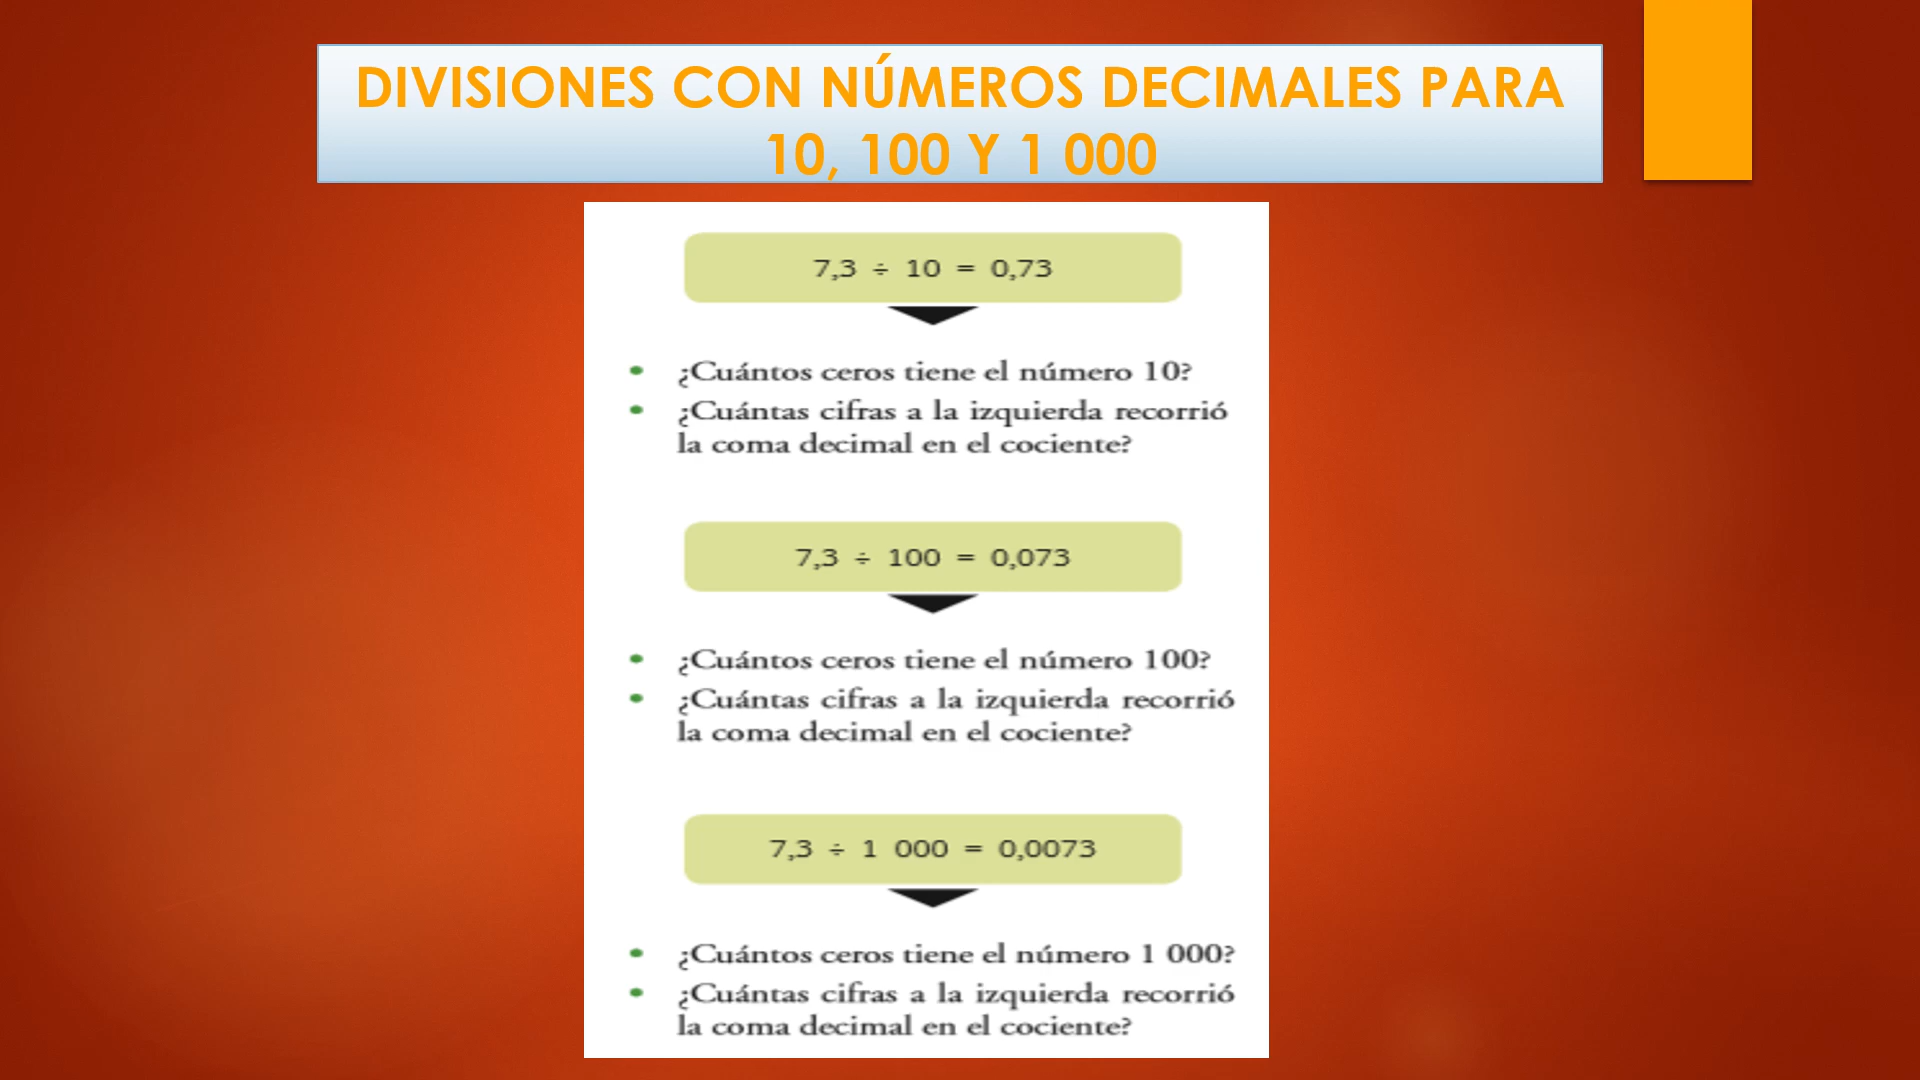 DIVISIONES CON NÚMEROS DECIMALES PARA
10, 100 Y 1 000
7,3 ÷ 10 = 0,73
• ¿Cuántos ceros tiene el número 10?
• ¿Cuántas cifras a la izquierda recorrió
la coma decimal en el cociente?
7,3 ÷ 100 = 0,073
• ¿Cuántos ceros tiene el número 100?
• ¿Cuántas cifras a la izquierda recorrió
la coma decimal en el cociente?
7,3 ÷ 1 000 = 0,0073
• ¿Cuántos ceros tiene el número 1 000?
• ¿Cuántas cifras a la izquierda recorrió
la coma decimal en el cociente?